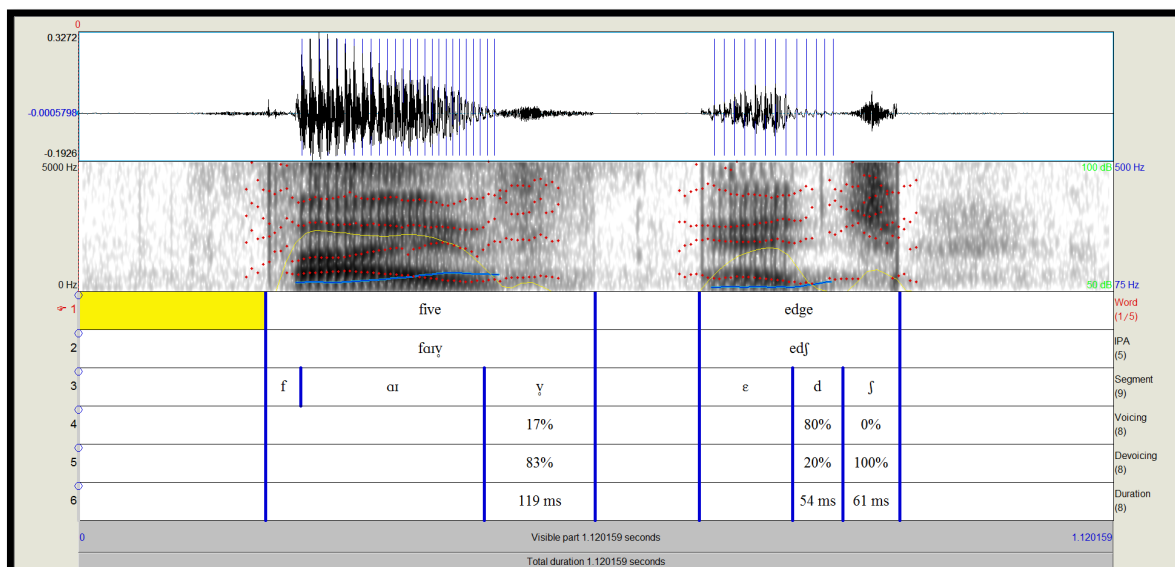 0
0.3272
-0.0005798
-0.1926
5000 Hz
100 dB 500 Hz
0 Hz
50 dB 75 Hz
1 five edge Word (1/5)
2 fɑɪv̥ edʃ IPA (5)
3 f ɑɪ v̥ ɛ d ʃ Segment (9)
4 17% 80% 0% Voicing (8)
5 83% 20% 100% Devoicing (8)
6 119 ms 54 ms 61 ms Duration (8)
0 Visible part 1.120159 seconds 1.120159
Total duration 1.120159 seconds